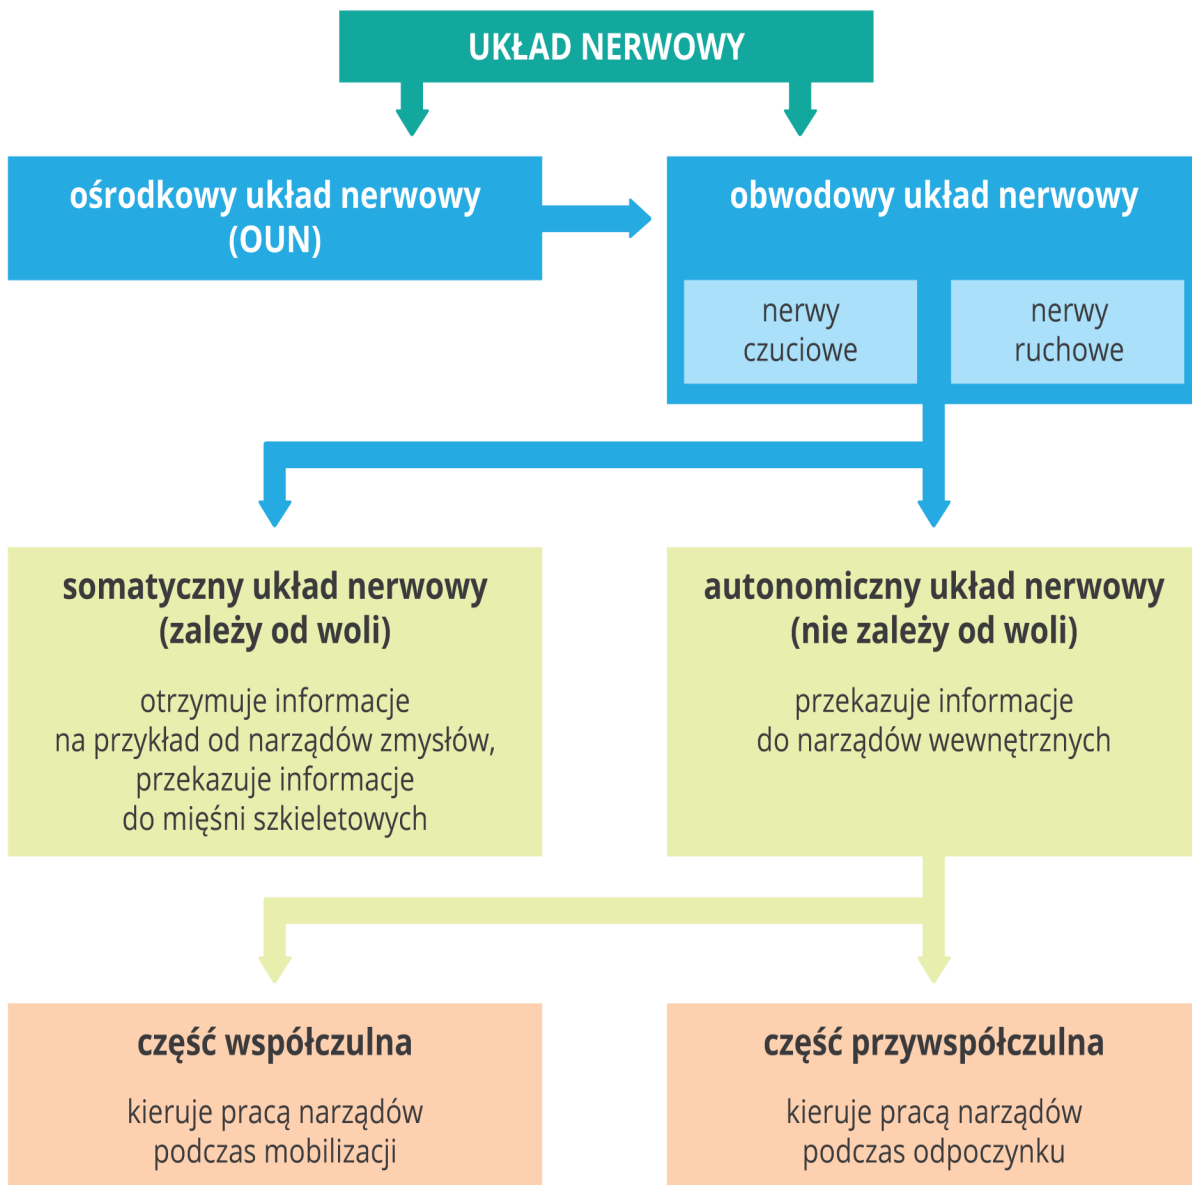 UKŁAD NERWOWY
ośrodkowy układ nerwowy
(OUN)
obwodowy układ nerwowy
nerwy
czuciowe
nerwy
ruchowe
somatyczny układ nerwowy
(zależy od woli)
otrzymuje informacje
na przykład od narządów zmysłów,
przekazuje informacje
do mięśni szkieletowych
autonomiczny układ nerwowy
(nie zależy od woli)
przekazuje informacje
do narządów wewnętrznych
część współczulna
kieruje pracą narządów
podczas mobilizacji
część przywspółczulna
kieruje pracą narządów
podczas odpoczynku